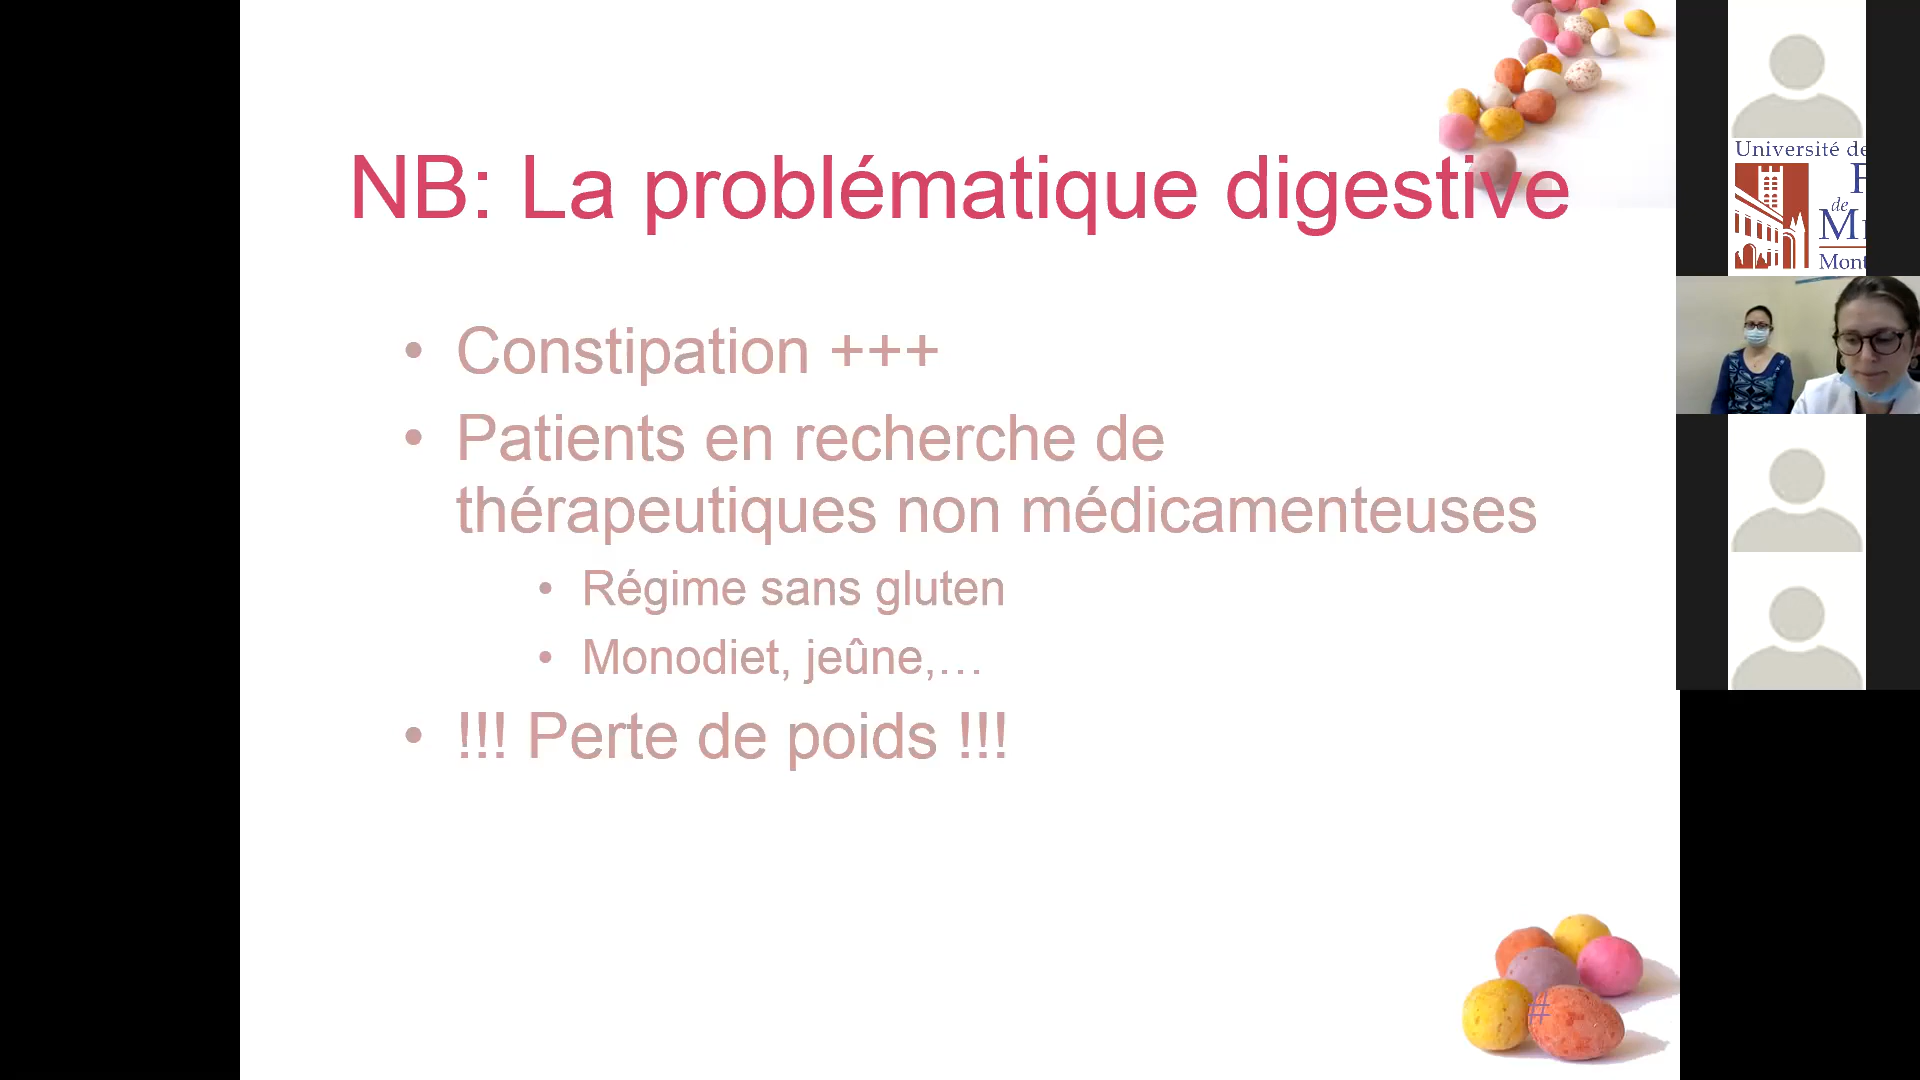 NB: La problématique digestive
• Constipation +++
• Patients en recherche de
thérapeutiques non médicamenteuses
• Régime sans gluten
• Monodiet, jeûne,…
• !!! Perte de poids !!!
#
Université de
F
de
M
Mont